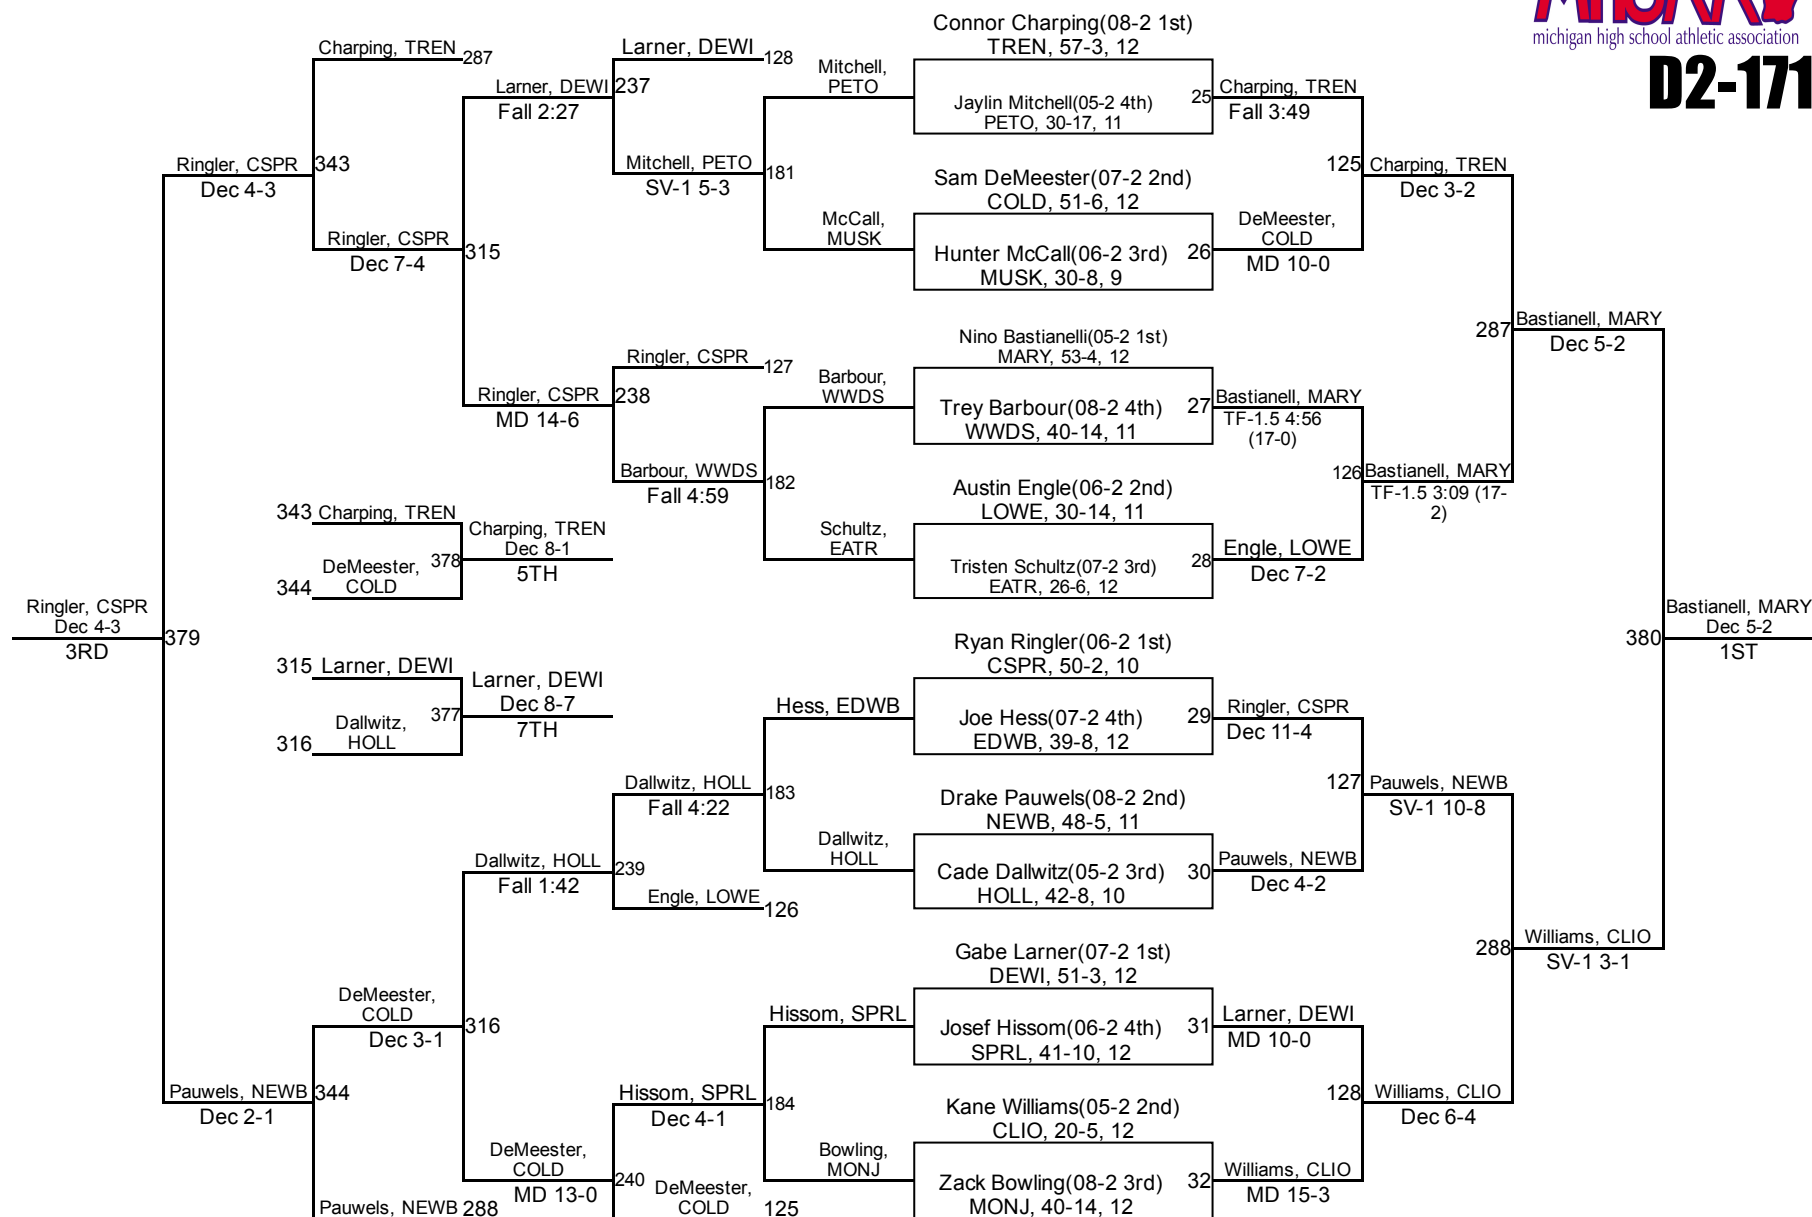 michigan high school athletic association
D2-171
Connor Charping(08-2 1st)
TREN, 57-3, 12
Jaylin Mitchell(05-2 4th)
PETO, 30-17, 11
25
Sam DeMeester(07-2 2nd)
COLD, 51-6, 12
Hunter McCall(06-2 3rd)
MUSK, 30-8, 9
26
Nino Bastianelli(05-2 1st)
MARY, 53-4, 12
Trey Barbour(08-2 4th)
WWDS, 40-14, 11
27
Austin Engle(06-2 2nd)
LOWE, 30-14, 11
Tristen Schultz(07-2 3rd)
EATR, 26-6, 12
28
Ryan Ringler(06-2 1st)
CSPR, 50-2, 10
Joe Hess(07-2 4th)
EDWB, 39-8, 12
29
Drake Pauwels(08-2 2nd)
NEWB, 48-5, 11
Cade Dallwitz(05-2 3rd)
HOLL, 42-8, 10
30
Gabe Larner(07-2 1st)
DEWI, 51-3, 12
Josef Hissom(06-2 4th)
SPRL, 41-10, 12
31
Kane Williams(05-2 2nd)
CLIO, 20-5, 12
Zack Bowling(08-2 3rd)
MONJ, 40-14, 12
32
Charping, TREN
Fall 3:49
DeMeester,
COLD
MD 10-0
Bastianell, MARY
TF-1.5 4:56
(17-0)
Engle, LOWE
Dec 7-2
Ringler, CSPR
Dec 11-4
Pauwels, NEWB
Dec 4-2
Larner, DEWI
MD 10-0
Williams, CLIO
MD 15-3
125
Charping, TREN
Dec 3-2
126
Bastianell, MARY
TF-1.5 3:09 (17-
2)
127
Pauwels, NEWB
SV-1 10-8
128
Williams, CLIO
Dec 6-4
287
Bastianell, MARY
Dec 5-2
288
Williams, CLIO
SV-1 3-1
380
Bastianell, MARY
Dec 5-2
1ST
Mitchell,
PETO
McCall,
MUSK
Barbour,
WWDS
Schultz,
EATR
Hess, EDWB
Dallwitz,
HOLL
Hissom, SPRL
Bowling,
MONJ
Larner, DEWI
128
Mitchell, PETO
SV-1 5-3
181
Ringler, CSPR
127
Barbour, WWDS
Fall 4:59
182
Dallwitz, HOLL
Fall 4:22
183
Engle, LOWE
126
Hissom, SPRL
Dec 4-1
184
DeMeester,
COLD
125
Larner, DEWI
Fall 2:27
237
Ringler, CSPR
MD 14-6
238
Dallwitz, HOLL
Fall 1:42
239
DeMeester,
COLD
MD 13-0
240
Charping, TREN
287
Ringler, CSPR
Dec 7-4
315
DeMeester,
COLD
Dec 3-1
316
Pauwels, NEWB
288
Ringler, CSPR
Dec 4-3
343
Pauwels, NEWB
Dec 2-1
344
343
Charping, TREN
344
DeMeester,
COLD
378
Charping, TREN
Dec 8-1
5TH
Ringler, CSPR
Dec 4-3
3RD
379
315
Larner, DEWI
316
Dallwitz,
HOLL
377
Larner, DEWI
Dec 8-7
7TH